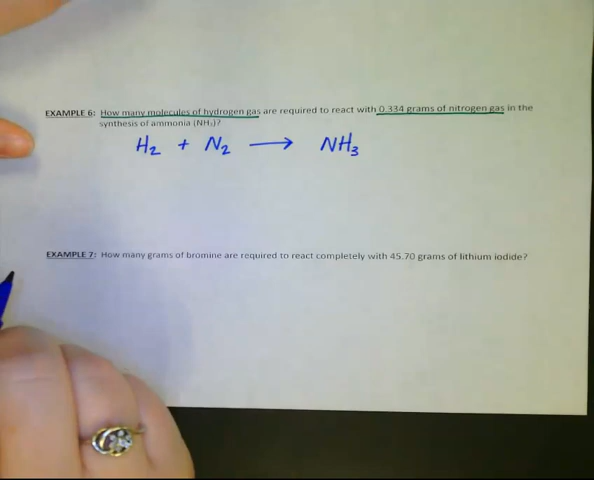 EXAMPLE 6: How many molecules of hydrogen gas are required to react with 0.334 grams of nitrogen gas in the
synthesis of ammonia (NH₃)?
H₂ + N₂ → NH₃
EXAMPLE 7: How many grams of bromine are required to react completely with 45.70 grams of lithium iodide?